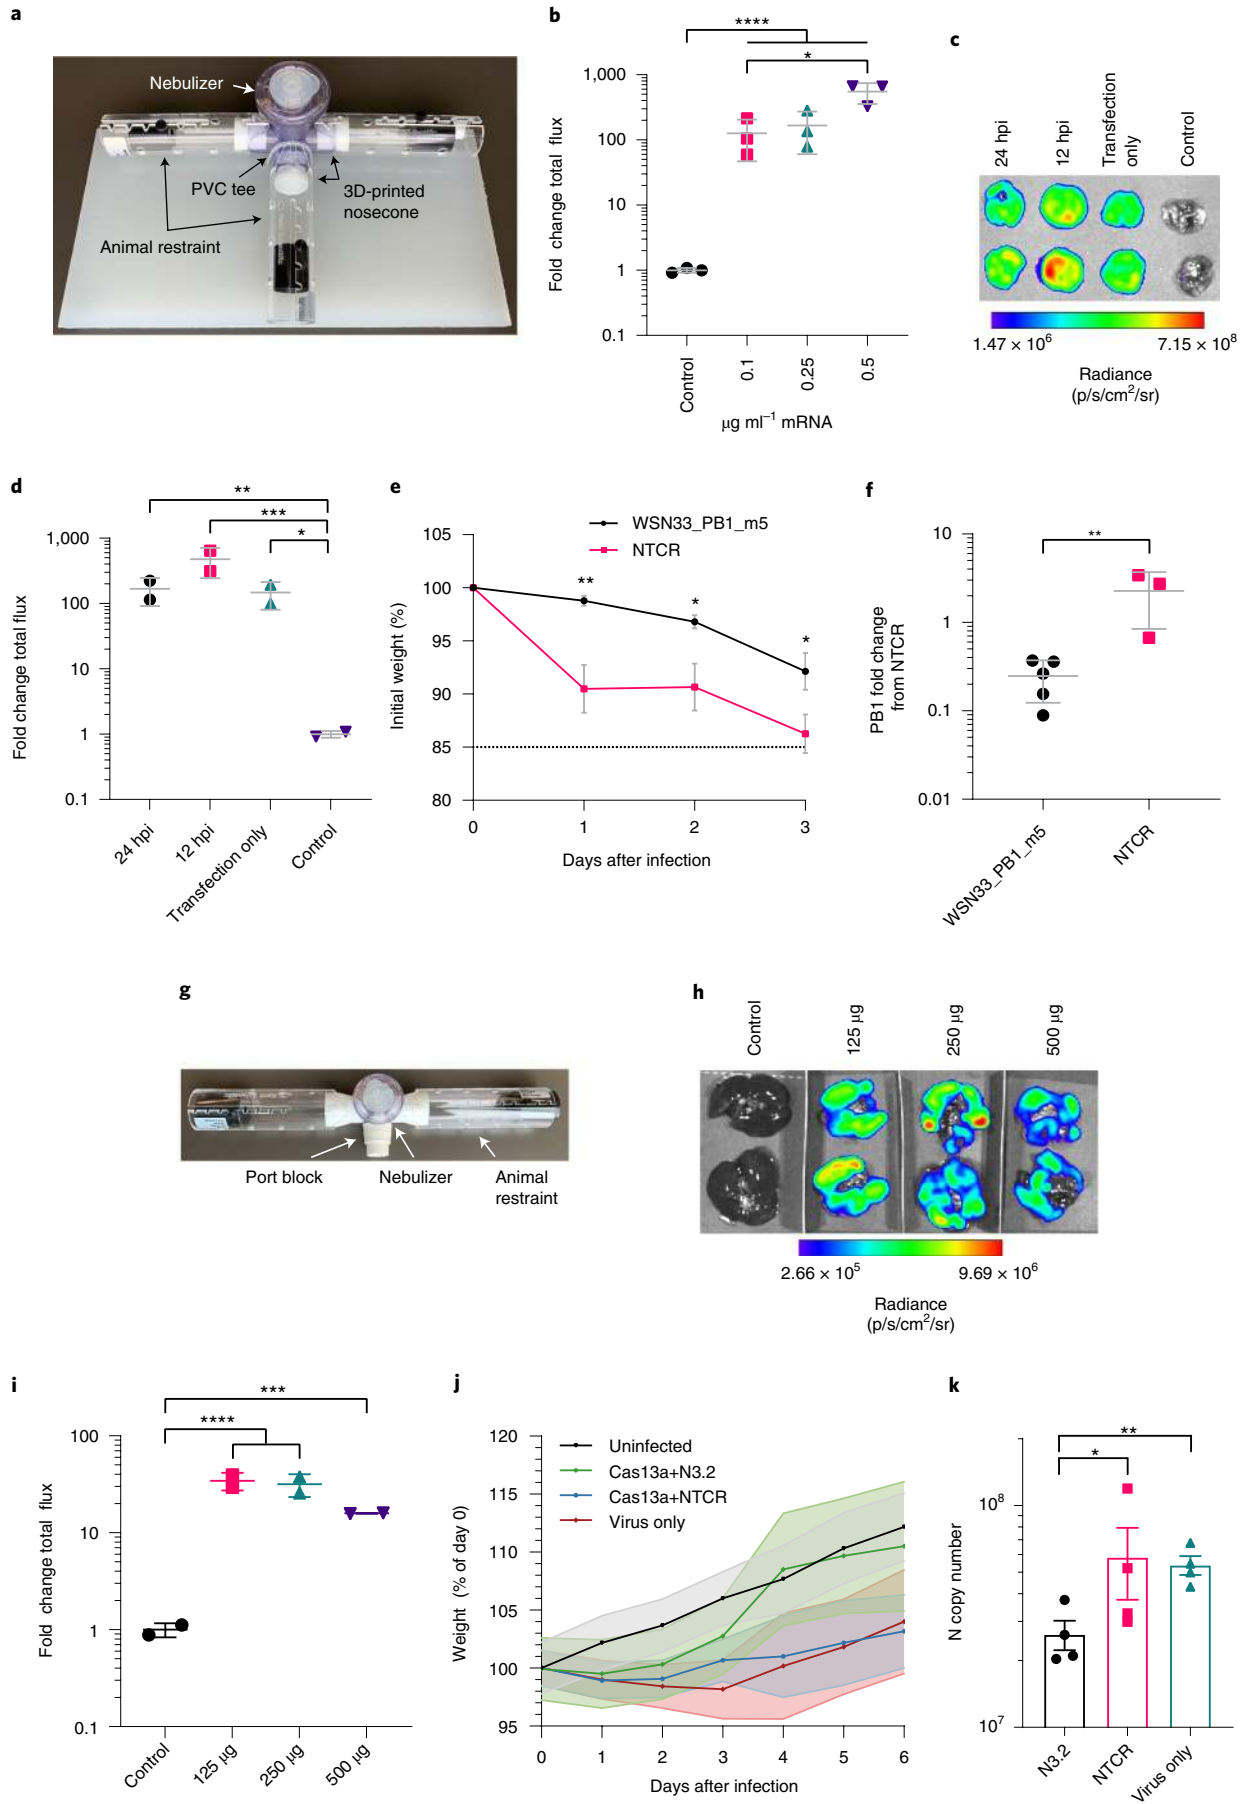 a
Nebulizer
PVC tee
3D-printed
nosecone
Animal restraint
b
****
*
1,000
100
10
1
0.1
Fold change total flux
Control
0.1
0.25
0.5
µg ml⁻¹ mRNA
c
24 hpi
12 hpi
Transfection
only
Control
1.47 × 10⁶
7.15 × 10⁸
Radiance
(p/s/cm²/sr)
d
**
***
*
1,000
100
10
1
0.1
Fold change total flux
24 hpi
12 hpi
Transfection only
Control
e
WSN33_PB1_m5
NTCR
105
100
95
90
85
80
Initial weight (%)
**
*
*
0
1
2
3
Days after infection
f
**
10
1
0.1
0.01
PB1 fold change
from NTCR
WSN33_PB1_m5
NTCR
g
Port block
Nebulizer
Animal
restraint
h
Control
125 µg
250 µg
500 µg
2.66 × 10⁵
9.69 × 10⁶
Radiance
(p/s/cm²/sr)
i
***
****
100
10
1
0.1
Fold change total flux
Control
125 µg
250 µg
500 µg
j
120
115
110
105
100
95
Weight (% of day 0)
Uninfected
Cas13a+N3.2
Cas13a+NTCR
Virus only
0
1
2
3
4
5
6
Days after infection
k
**
*
10⁸
10⁷
N copy number
N3.2
NTCR
Virus only